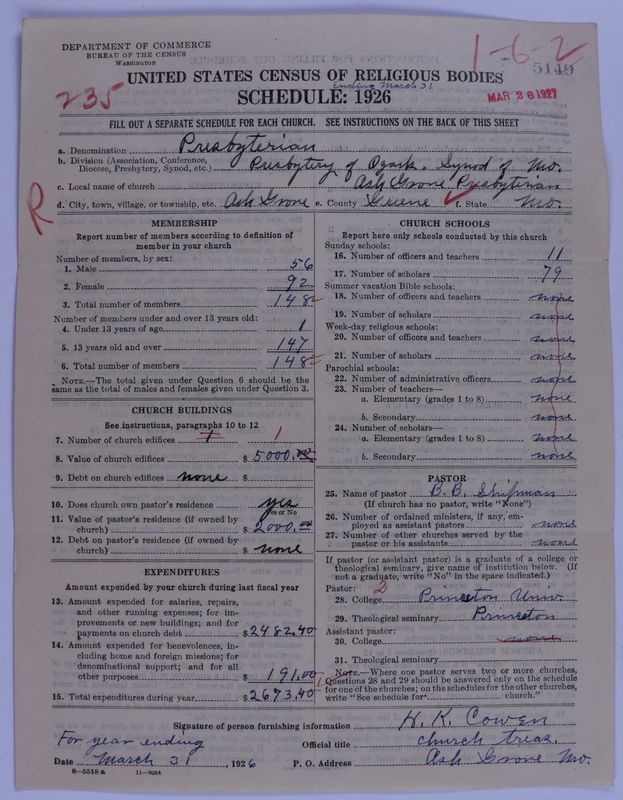 DEPARTMENT OF COMMERCE
BUREAU OF THE CENSUS
WASHINGTON
1-6-2
5149
UNITED STATES CENSUS OF RELIGIOUS BODIES
ending March 31
235
SCHEDULE: 1926
MAR 26 1927
FILL OUT A SEPARATE SCHEDULE FOR EACH CHURCH. SEE INSTRUCTIONS ON THE BACK OF THIS SHEET
a. Denomination Presbyterian
b. Division (Association, Conference, Diocese, Presbytery, Synod, etc.) Presbytery of Ozark. Synod of Mo.
c. Local name of church Ash Grove Presbyterian
d. City, town, village, or township, etc. Ash Grove e. County Greene f. State Mo.
R
MEMBERSHIP
Report number of members according to definition of
member in your church
Number of members, by sex:
1. Male 56
2. Female 92
3. Total number of members 148
Number of members under and over 13 years old:
4. Under 13 years of age 1
5. 13 years old and over 147
6. Total number of members 148
NOTE.—The total given under Question 6 should be the
same as the total of males and females given under Question 3.
CHURCH BUILDINGS
See instructions, paragraphs 10 to 12
7. Number of church edifices 1 1
8. Value of church edifices $ 5000.00
9. Debt on church edifices none $
10. Does church own pastor's residence yes
Yes or No
11. Value of pastor's residence (if owned by
church) $ 2000.00
12. Debt on pastor's residence (if owned by
church) $ none
EXPENDITURES
Amount expended by your church during last fiscal year
13. Amount expended for salaries, repairs,
and other running expenses; for im-
provements or new buildings; and for
payments on church debt $ 2482.40
14. Amount expended for benevolences, in-
cluding home and foreign missions; for
denominational support; and for all
other purposes $ 191.00
15. Total expenditures during year $ 2673.40
CHURCH SCHOOLS
Report here only schools conducted by this church
Sunday schools:
16. Number of officers and teachers 11
17. Number of scholars 79
Summer vacation Bible schools:
18. Number of officers and teachers none
19. Number of scholars none
Week-day religious schools:
20. Number of officers and teachers none
21. Number of scholars none
Parochial schools:
22. Number of administrative officers none
23. Number of teachers—
a. Elementary (grades 1 to 8) none
b. Secondary none
24. Number of scholars—
a. Elementary (grades 1 to 8) none
b. Secondary none
PASTOR
25. Name of pastor B. B. Shipman
(If church has no pastor, write "None")
26. Number of ordained ministers, if any, em-
ployed as assistant pastors none
27. Number of other churches served by the
pastor or his assistants none
If pastor (or assistant pastor) is a graduate of a college or
theological seminary, give name of institution below. (If
not a graduate, write "No" in the space indicated.)
Pastor: 2
28. College Princeton Univ.
29. Theological seminary Princeton
Assistant pastor:
30. College none
31. Theological seminary
NOTE.—Where one pastor serves two or more churches,
Questions 28 and 29 should be answered only on the schedule
for one of the churches; on the schedules for the other churches,
write "See schedule for church."
Signature of person furnishing information H. K. Cowen
For year ending
Official title church treas.
Date March 31, 1926 P. O. Address Ash Grove Mo.
8-5518 a 11-9064